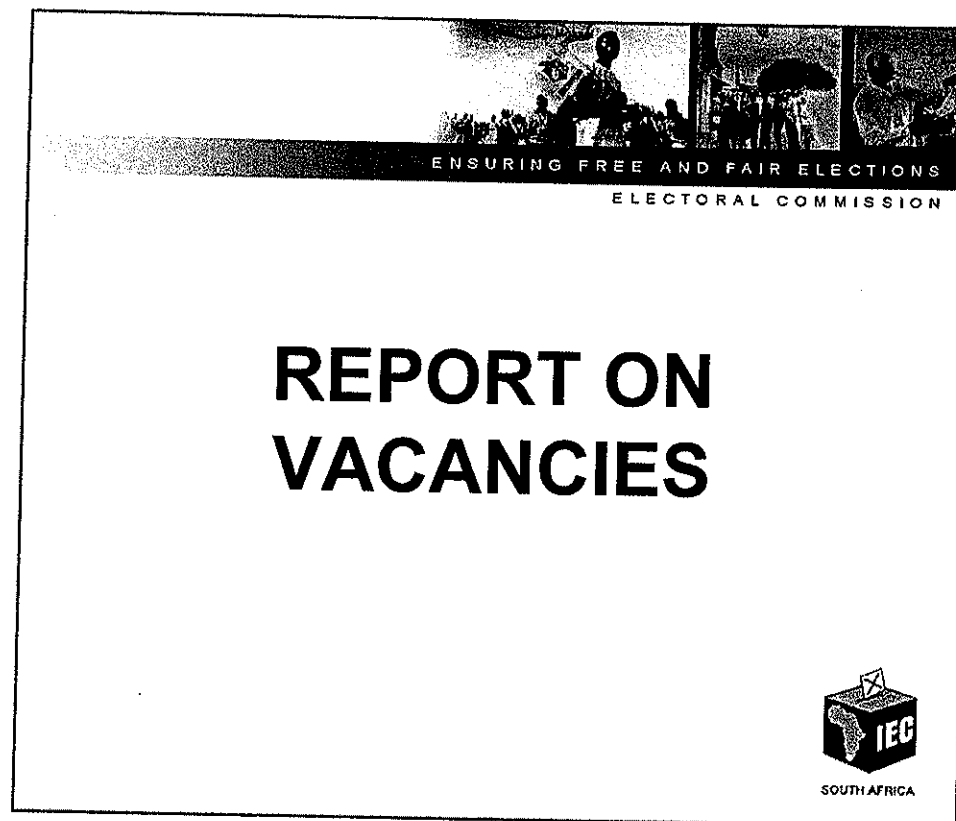 ENSURING FREE AND FAIR ELECTIONS
ELECTORAL COMMISSION
REPORT ON
VACANCIES
IEC
SOUTH AFRICA